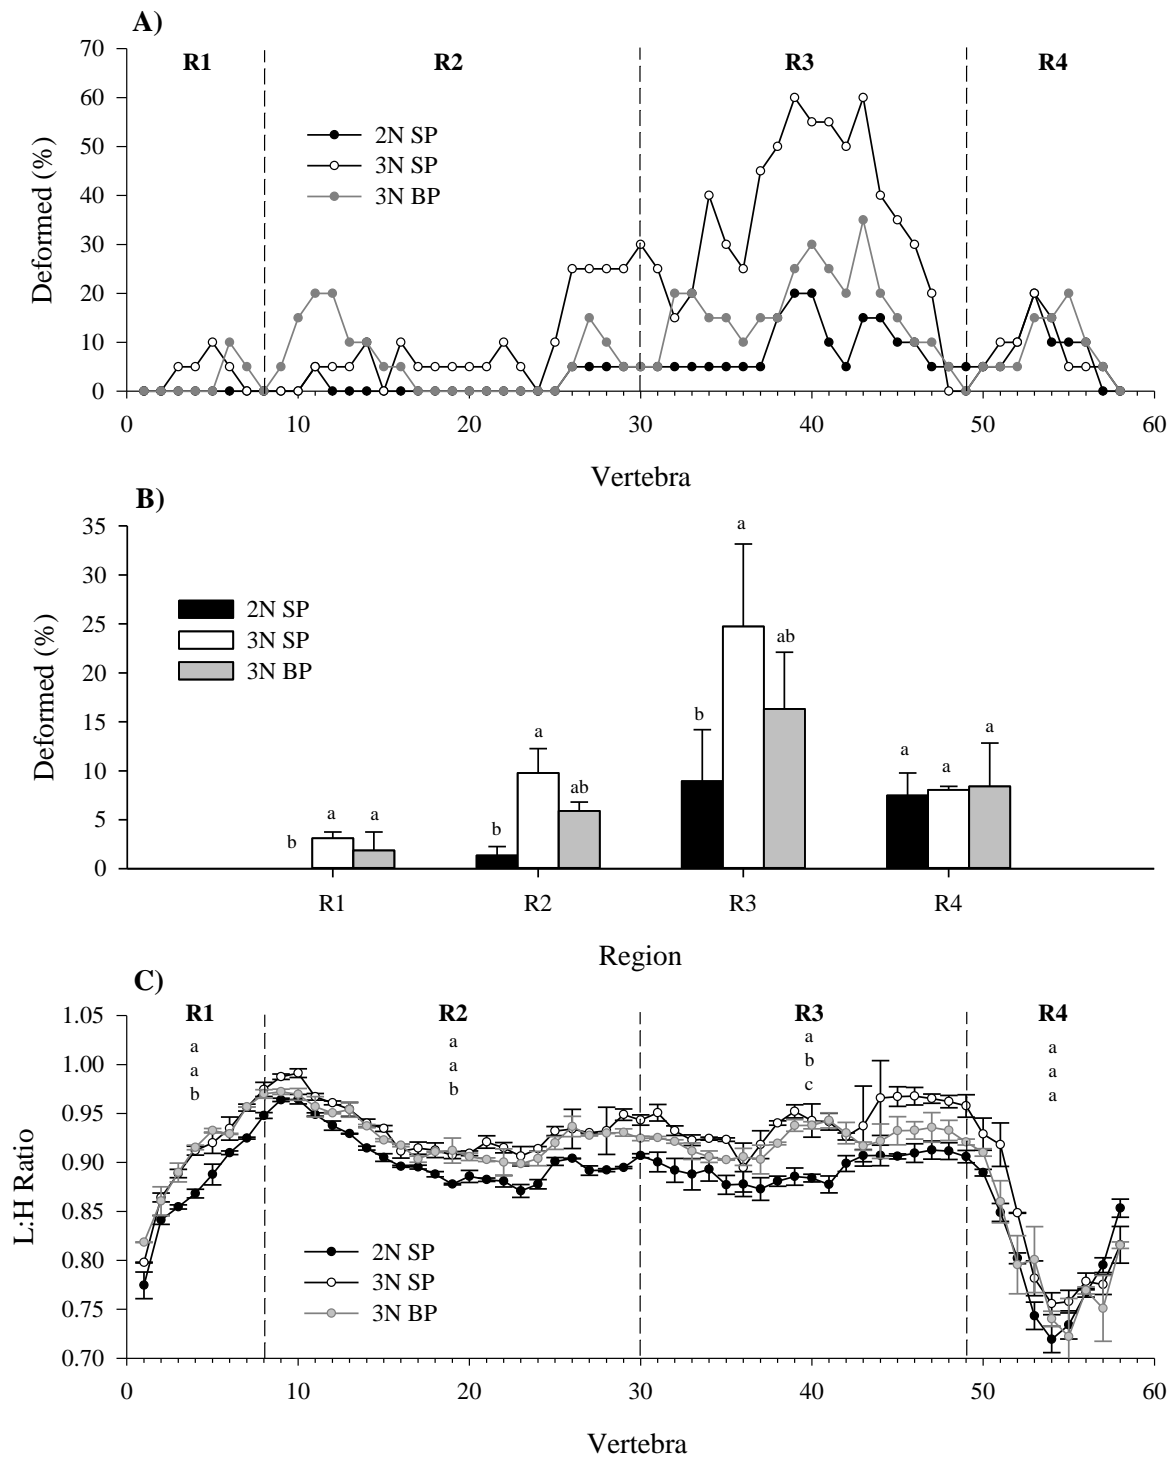 A)
70
60
50
40
30
20
10
0
Deformed (%)
R1 R2 R3 R4
2N SP
3N SP
3N BP
0 10 20 30 40 50 60
Vertebra
B)
35
30
25
20
15
10
5
0
Deformed (%)
2N SP
3N SP
3N BP
b a a
b a ab
b a ab
a a a
R1 R2 R3 R4
Region
C)
1.05
1.00
0.95
0.90
0.85
0.80
0.75
0.70
L:H Ratio
R1 R2 R3 R4
a a a a
a a b a
b b c a
2N SP
3N SP
3N BP
0 10 20 30 40 50 60
Vertebra